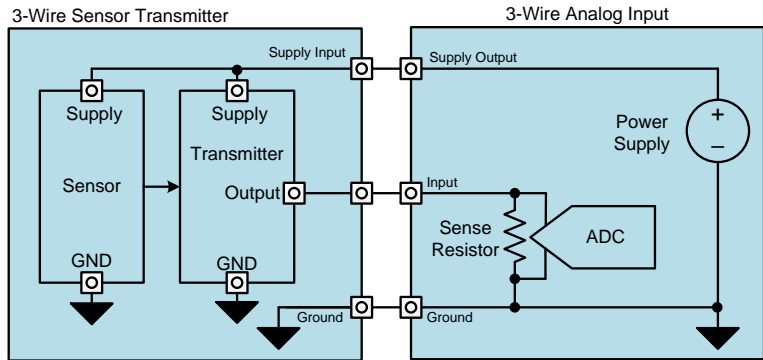 3-Wire Sensor Transmitter
3-Wire Analog Input
Supply Input
Supply Output
Supply
Supply
+
Power
Supply
–
Transmitter
Sensor
Output
Input
Sense
Resistor
ADC
GND
GND
Ground
Ground